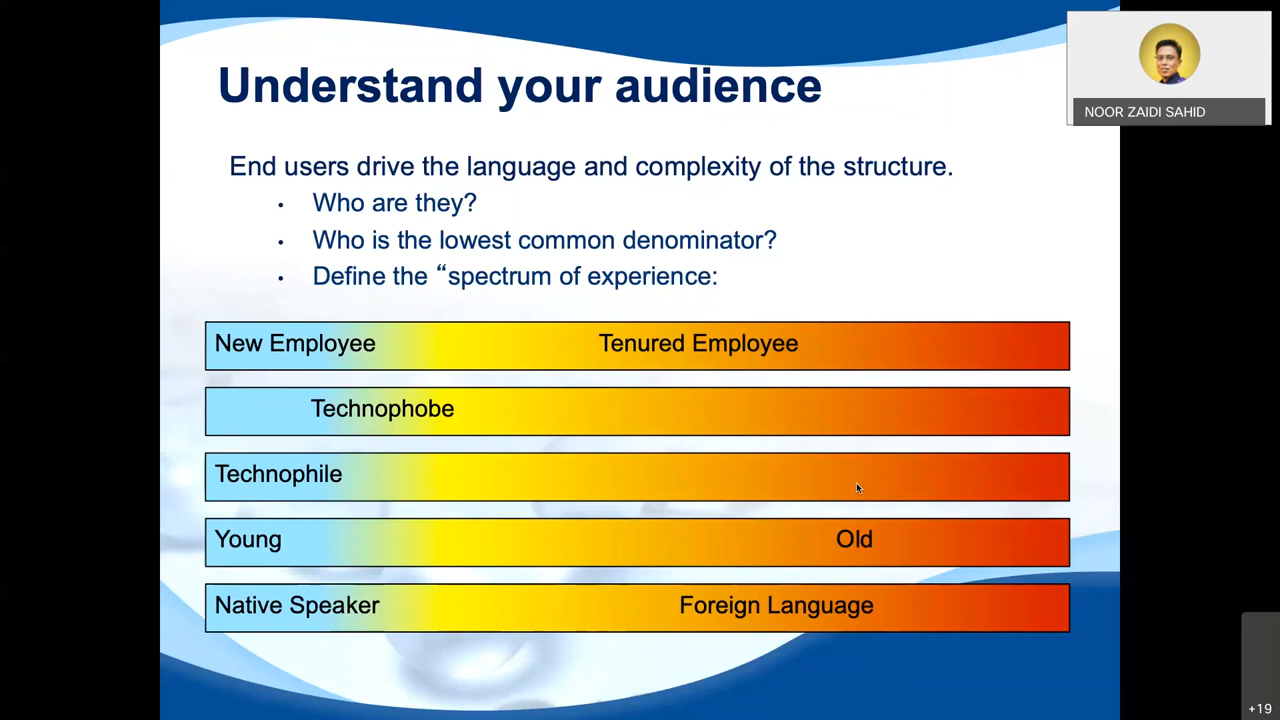 Understand your audience
NOOR ZAIDI SAHID
End users drive the language and complexity of the structure.
• Who are they?
• Who is the lowest common denominator?
• Define the “spectrum of experience:
New Employee Tenured Employee
Technophobe
Technophile
Young Old
Native Speaker Foreign Language
+19